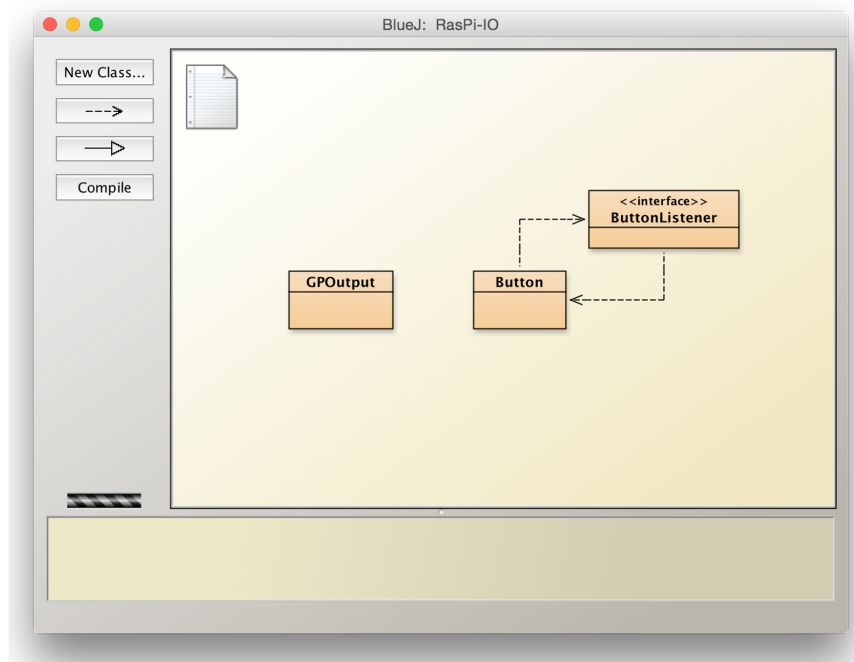 BlueJ: RasPi-IO
New Class...
Compile
<<interface>>
ButtonListener
GPOutput
Button